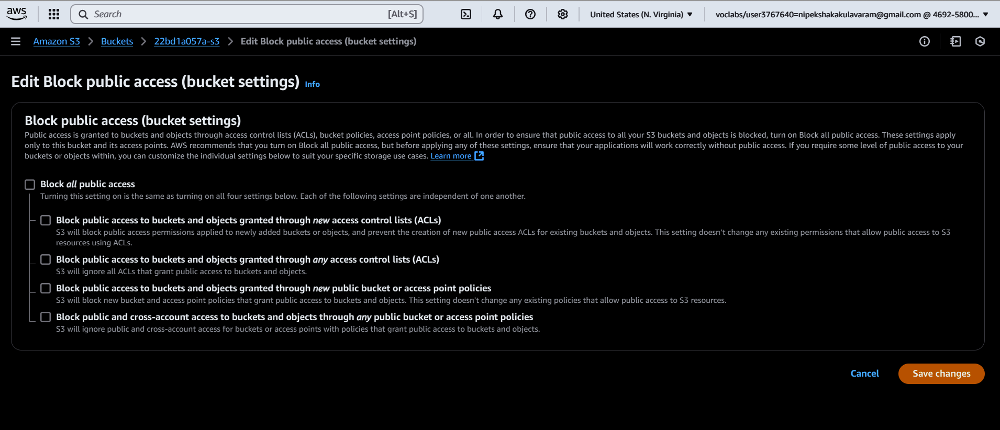 aws
Search [Alt+S]
United States (N. Virginia)
voclabs/user3767640=nipekshakakulavaram@gmail.com @ 4692-5800...
Amazon S3
Buckets
22bd1a057a-s3
Edit Block public access (bucket settings)
Edit Block public access (bucket settings) Info
Block public access (bucket settings)
Public access is granted to buckets and objects through access control lists (ACLs), bucket policies, access point policies, or all. In order to ensure that public access to all your S3 buckets and objects is blocked, turn on Block all public access. These settings apply
only to this bucket and its access points. AWS recommends that you turn on Block all public access, but before applying any of these settings, ensure that your applications will work correctly without public access. If you require some level of public access to your
buckets or objects within, you can customize the individual settings below to suit your specific storage use cases. Learn more
Block all public access
Turning this setting on is the same as turning on all four settings below. Each of the following settings are independent of one another.
Block public access to buckets and objects granted through new access control lists (ACLs)
S3 will block public access permissions applied to newly added buckets or objects, and prevent the creation of new public access ACLs for existing buckets and objects. This setting doesn’t change any existing permissions that allow public access to S3
resources using ACLs.
Block public access to buckets and objects granted through any access control lists (ACLs)
S3 will ignore all ACLs that grant public access to buckets and objects.
Block public access to buckets and objects granted through new public bucket or access point policies
S3 will block new bucket and access point policies that grant public access to buckets and objects. This setting doesn't change any existing policies that allow public access to S3 resources.
Block public and cross-account access to buckets and objects through any public bucket or access point policies
S3 will ignore public and cross-account access for buckets or access points with policies that grant public access to buckets and objects.
Cancel
Save changes